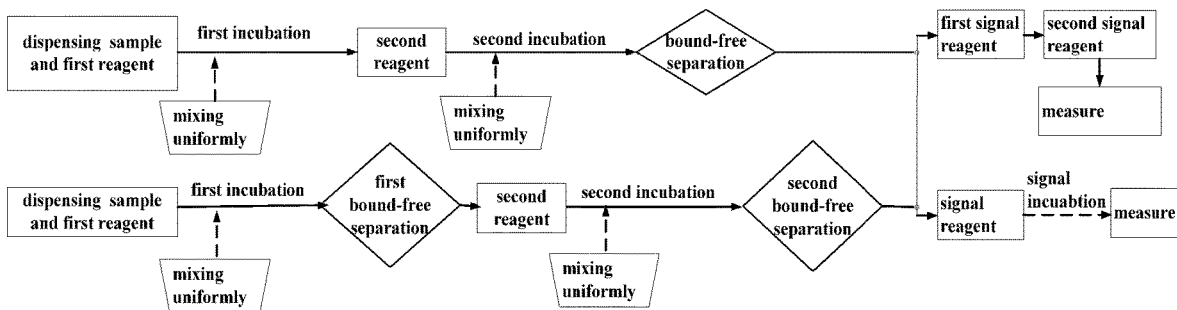 dispensing sample
and first reagent
first incubation
mixing
uniformly
second
reagent
second incubation
mixing
uniformly
bound-free
separation
first signal
reagent
second signal
reagent
measure
dispensing sample
and first reagent
first incubation
mixing
uniformly
first
bound-free
separation
second
reagent
second incubation
mixing
uniformly
second
bound-free
separation
signal
reagent
signal
incuabtion
measure